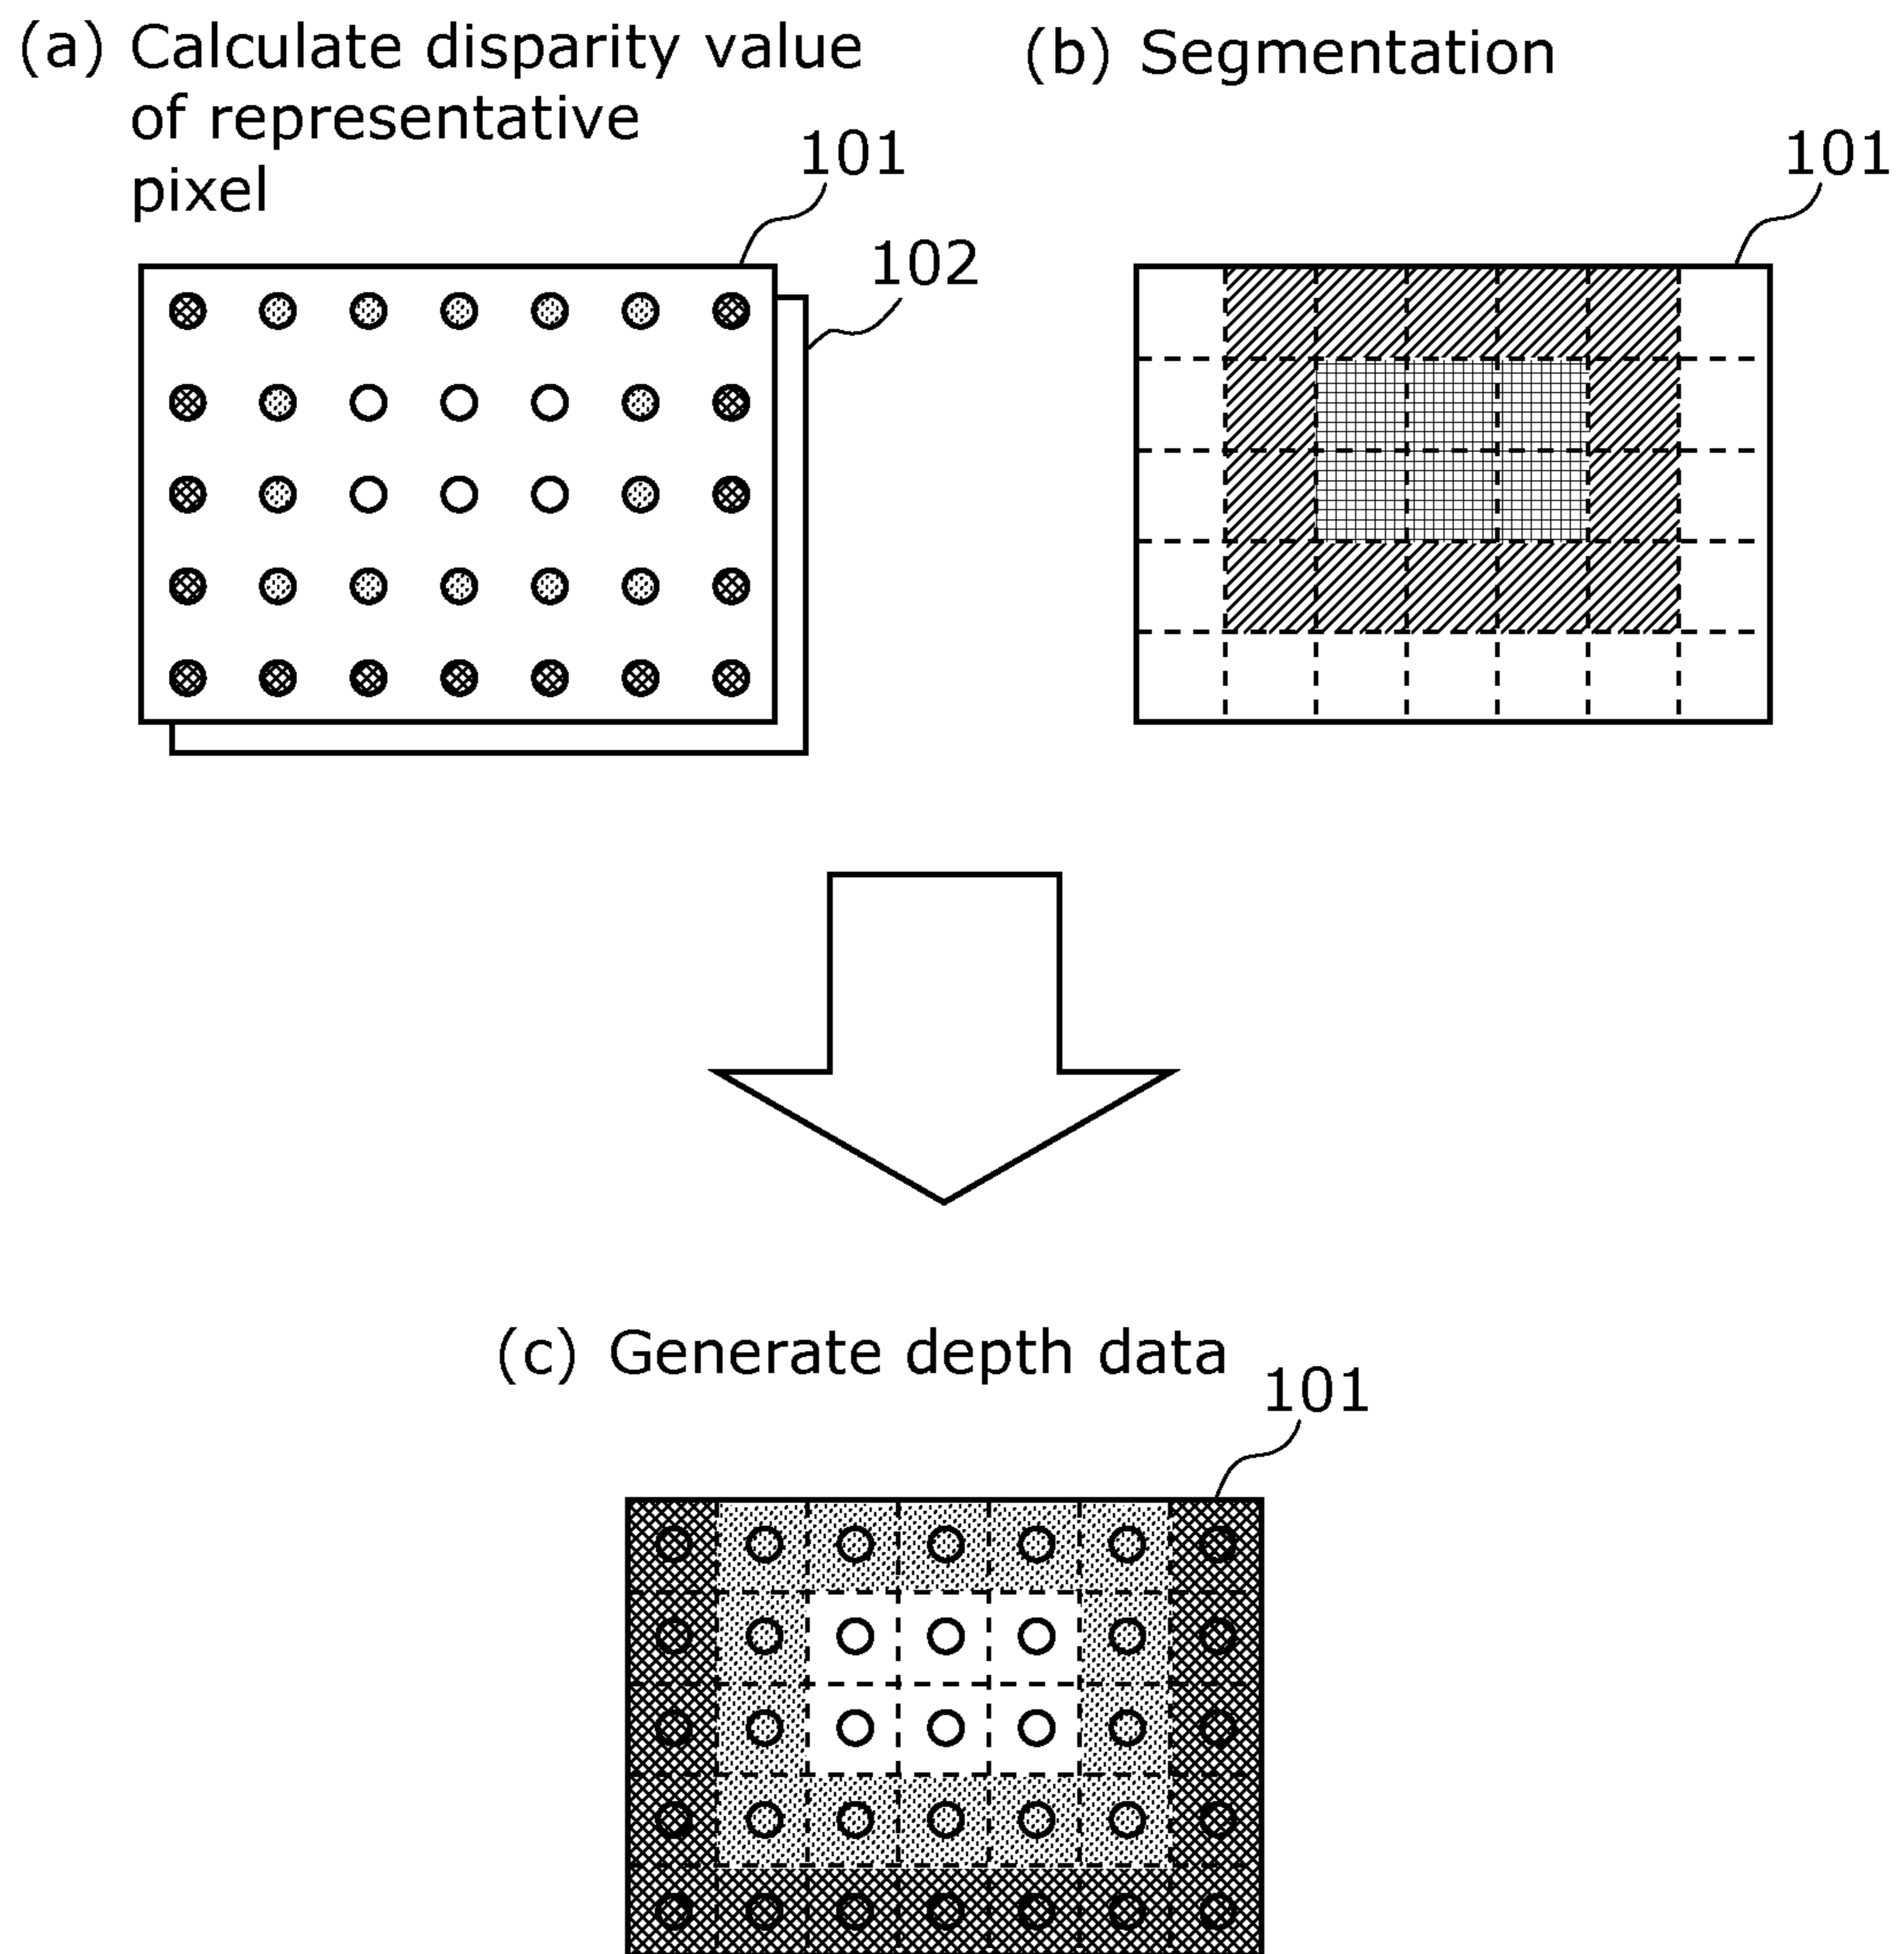 (a) Calculate disparity value
of representative
pixel
101
102
(b) Segmentation
101
(c) Generate depth data
101